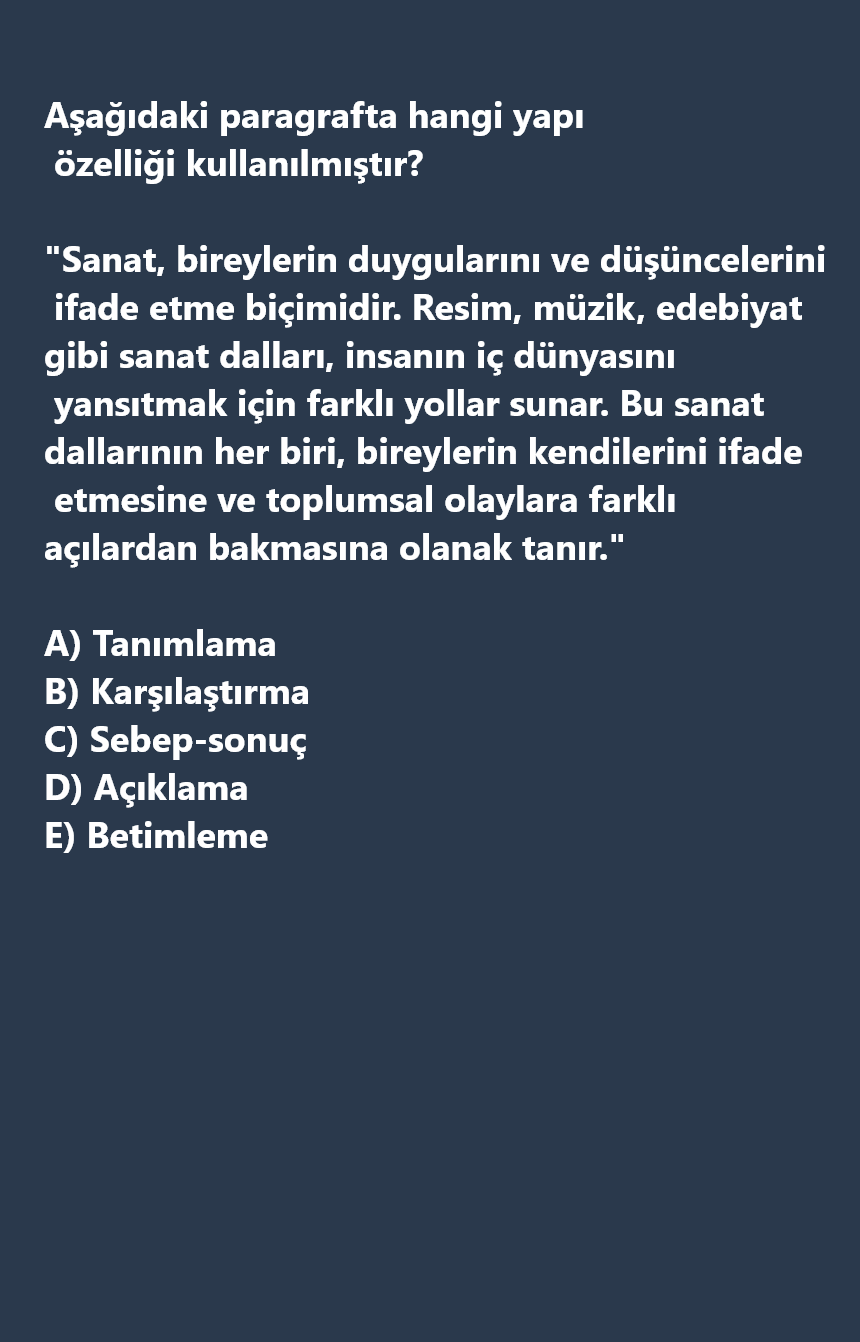 Aşağıdaki paragrafta hangi yapı
özelliği kullanılmıştır?
"Sanat, bireylerin duygularını ve düşüncelerini
ifade etme biçimidir. Resim, müzik, edebiyat
gibi sanat dalları, insanın iç dünyasını
yansıtmak için farklı yollar sunar. Bu sanat
dallarının her biri, bireylerin kendilerini ifade
etmesine ve toplumsal olaylara farklı
açılardan bakmasına olanak tanır."
A) Tanımlama
B) Karşılaştırma
C) Sebep-sonuç
D) Açıklama
E) Betimleme